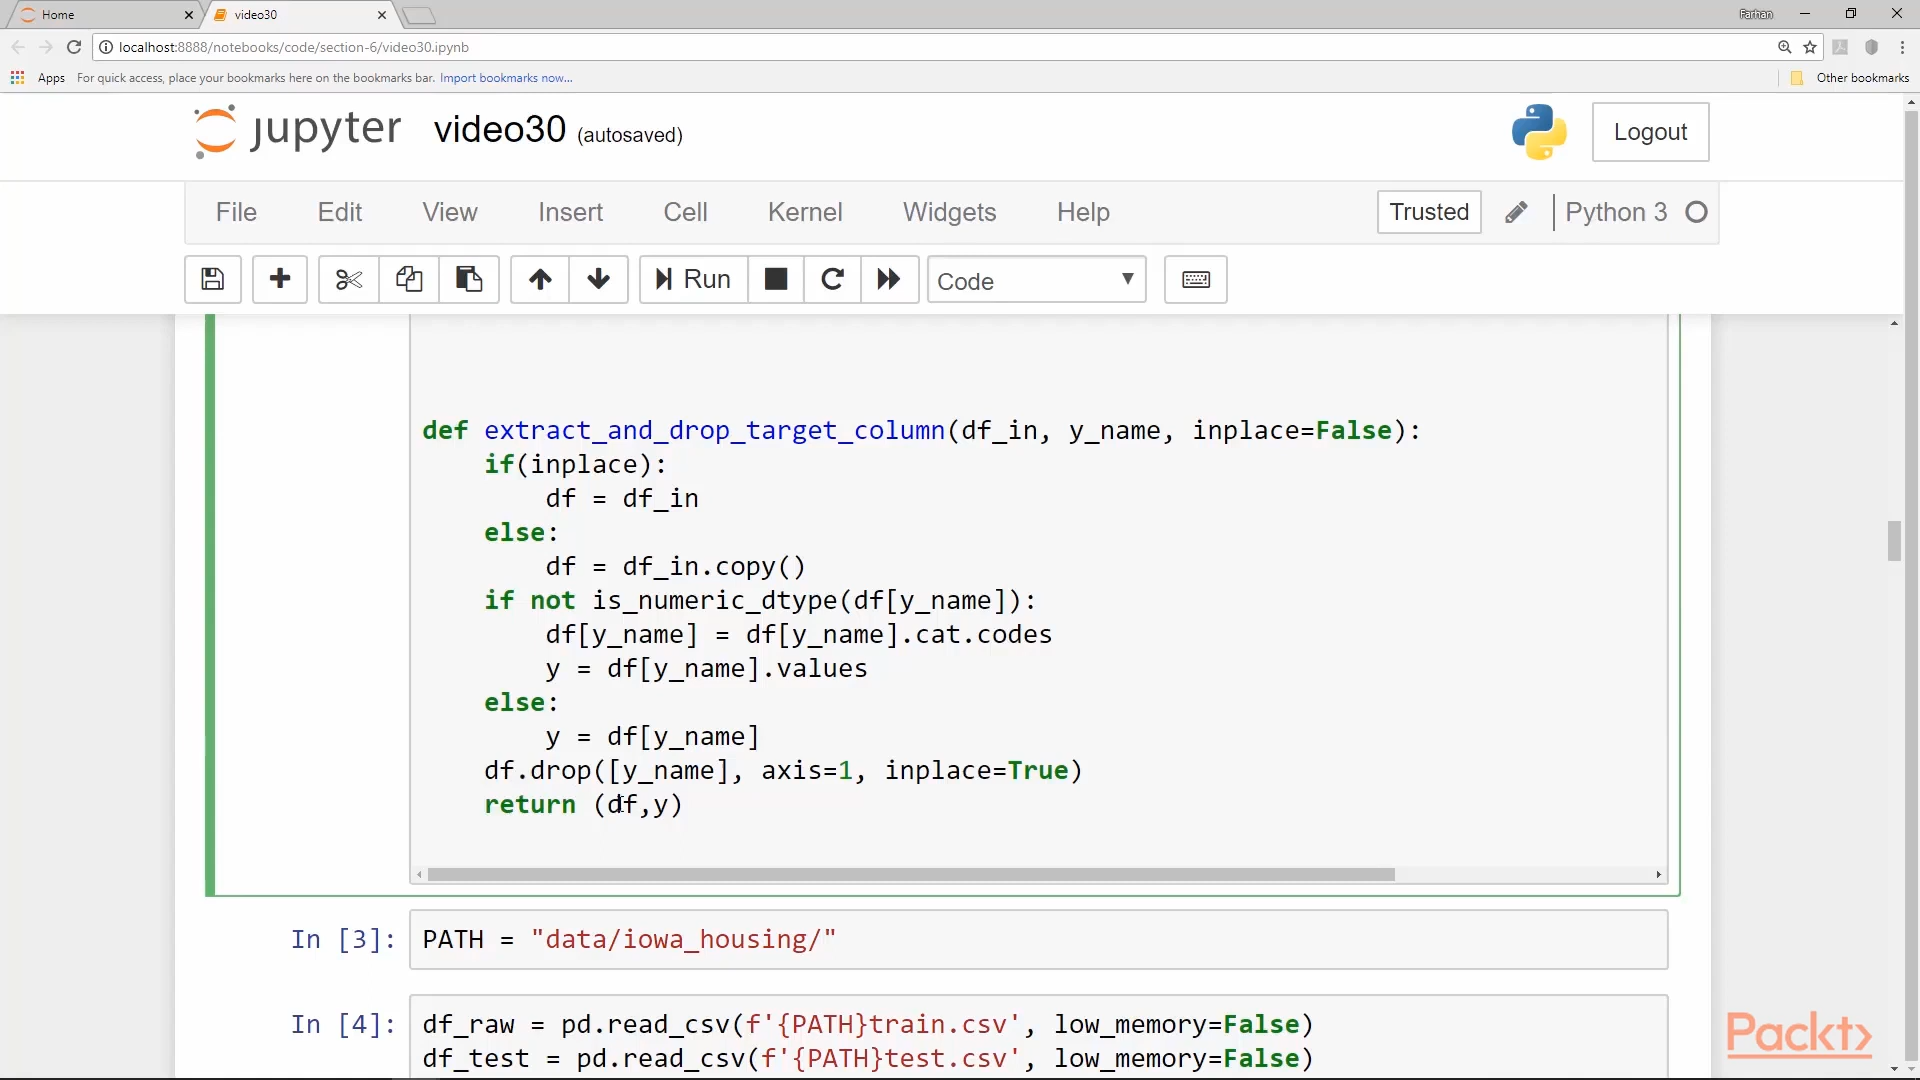 Home
video30
Farhan
localhost:8888/notebooks/code/section-6/video30.ipynb
Apps For quick access, place your bookmarks here on the bookmarks bar. Import bookmarks now...
Other bookmarks
jupyter video30 (autosaved)
Logout
File Edit View Insert Cell Kernel Widgets Help
Trusted
Python 3
Run
Code
def extract_and_drop_target_column(df_in, y_name, inplace=False):
    if(inplace):
        df = df_in
    else:
        df = df_in.copy()
    if not is_numeric_dtype(df[y_name]):
        df[y_name] = df[y_name].cat.codes
        y = df[y_name].values
    else:
        y = df[y_name]
    df.drop([y_name], axis=1, inplace=True)
    return (df,y)
In [3]: PATH = "data/iowa_housing/"
In [4]: df_raw = pd.read_csv(f'{PATH}train.csv', low_memory=False)
df_test = pd.read_csv(f'{PATH}test.csv', low_memory=False)
Packt>